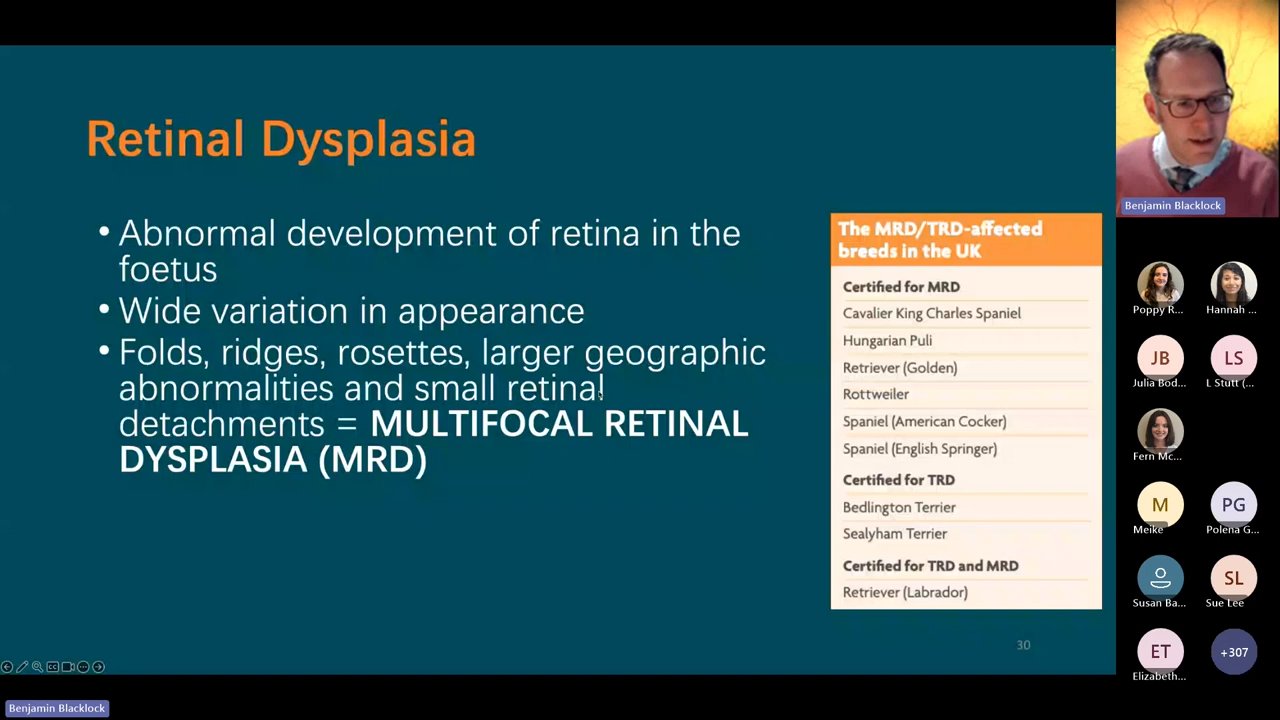 Retinal Dysplasia
• Abnormal development of retina in the
foetus
• Wide variation in appearance
• Folds, ridges, rosettes, larger geographic
abnormalities and small retinal
detachments = MULTIFOCAL RETINAL
DYSPLASIA (MRD)
The MRD/TRD-affected
breeds in the UK
Certified for MRD
Cavalier King Charles Spaniel
Hungarian Puli
Retriever (Golden)
Rottweiler
Spaniel (American Cocker)
Spaniel (English Springer)
Certified for TRD
Bedlington Terrier
Sealyham Terrier
Certified for TRD and MRD
Retriever (Labrador)
30
Benjamin Blacklock
Poppy R...
Hannah ...
JB
LS
Julia Bod...
L Stutt (...
Fern Mc...
M
PG
Meike
Polena G...
SL
Susan Ba...
Sue Lee
ET
+307
Elizabeth...
CC
Benjamin Blacklock